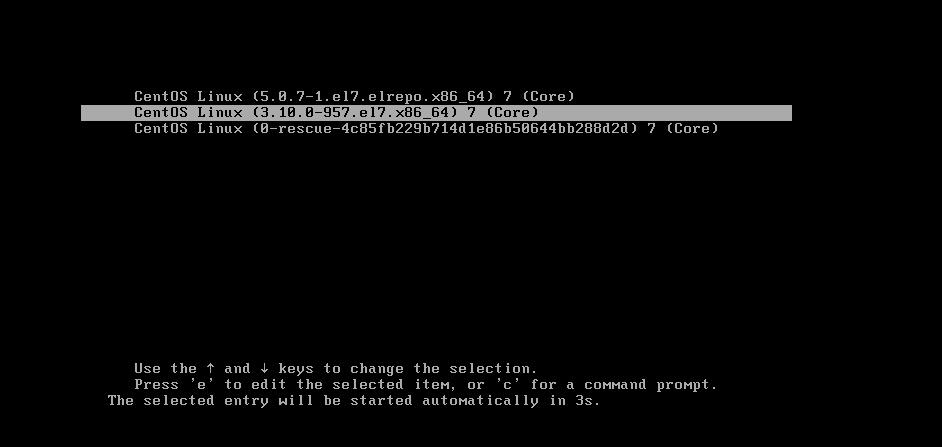 CentOS Linux (5.0.7-1.el7.elrepo.x86_64) 7 (Core)
CentOS Linux (3.10.0-957.el7.x86_64) 7 (Core)
CentOS Linux (0-rescue-4c85fb229b714d1e86b50644bb288d2d) 7 (Core)
Use the ↑ and ↓ keys to change the selection.
Press 'e' to edit the selected item, or 'c' for a command prompt.
The selected entry will be started automatically in 3s.